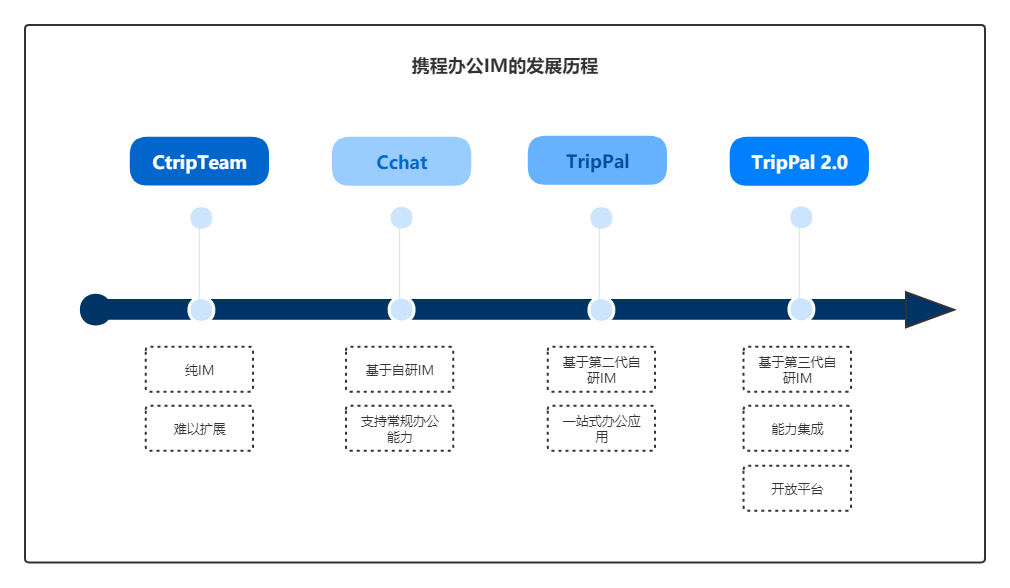 携程办公IM的发展历程
CtripTeam
Cchat
TripPal
TripPal 2.0
纯IM
基于自研IM
基于第二代自
研IM
基于第三代自
研IM
难以扩展
支持常规办公
能力
一站式办公应
用
能力集成
开放平台